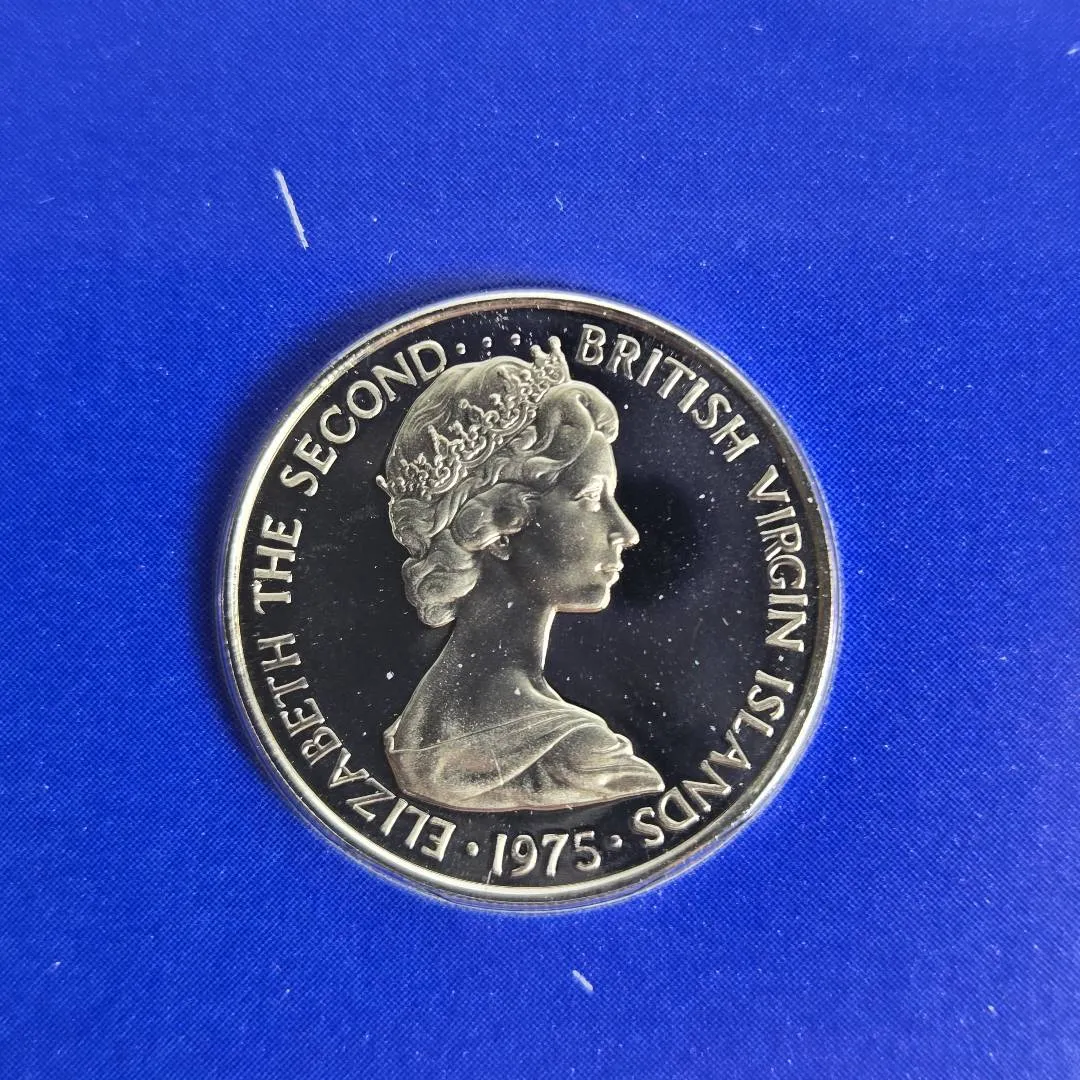 ELIZABETH THE SECOND···· BRITISH VIRGIN ISLANDS
·1975·